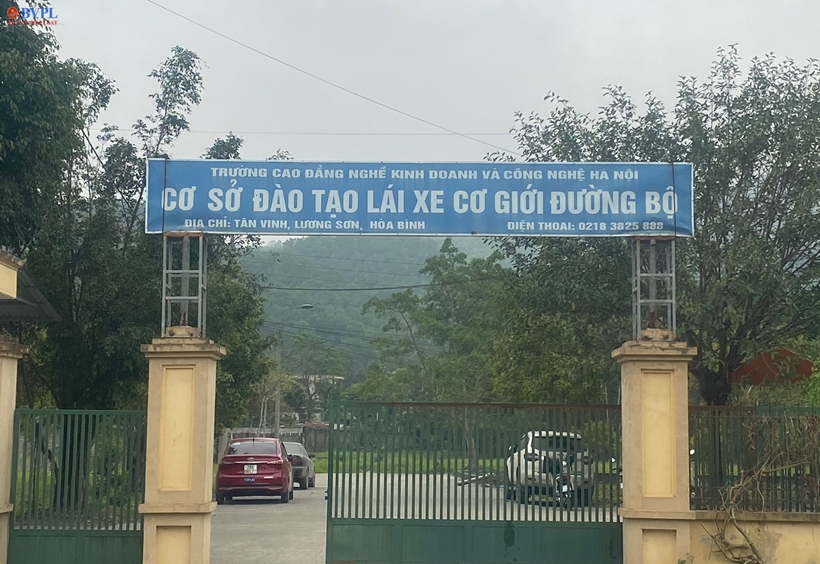 BVPL
TRƯỜNG CAO ĐẲNG NGHỀ KINH DOANH VÀ CÔNG NGHỆ HÀ NỘI
CƠ SỞ ĐÀO TẠO LÁI XE CƠ GIỚI ĐƯỜNG BỘ
ĐỊA CHỈ: TÂN VINH, LƯƠNG SƠN, HÒA BÌNH ĐIỆN THOẠI: 0218 3825 888